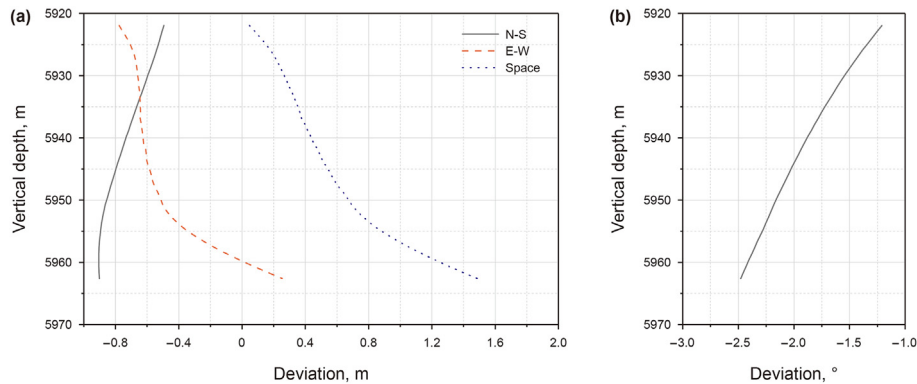 (a)
N-S
E-W
Space
Vertical depth, m
5920
5930
5940
5950
5960
5970
−0.8
−0.4
0
0.4
0.8
1.2
1.6
2.0
Deviation, m
(b)
Vertical depth, m
5920
5930
5940
5950
5960
5970
−3.0
−2.5
−2.0
−1.5
−1.0
Deviation, °